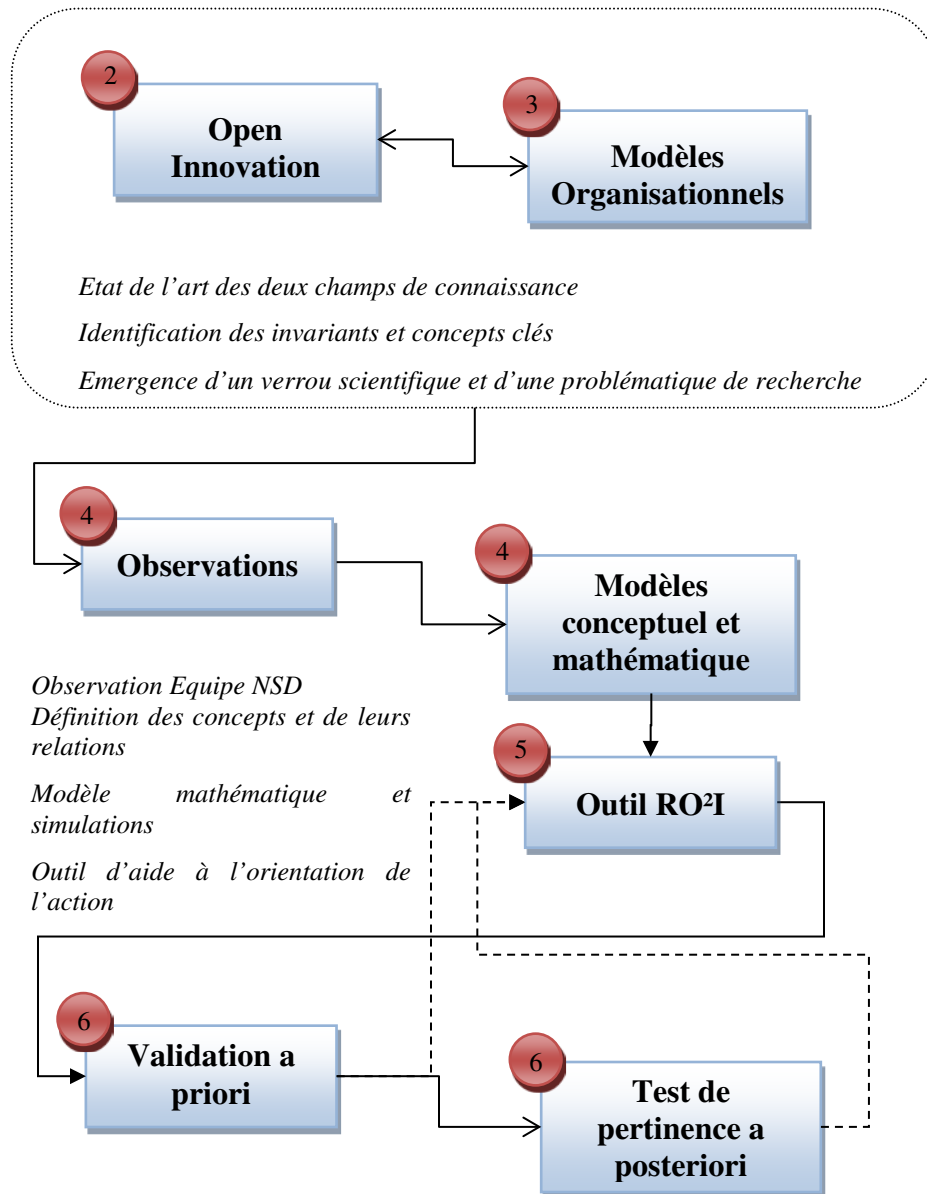 2
Open
Innovation
3
Modèles
Organisationnels
Etat de l’art des deux champs de connaissance
Identification des invariants et concepts clés
Emergence d’un verrou scientifique et d’une problématique de recherche
4
Observations
4
Modèles
conceptuel et
mathématique
Observation Equipe NSD
Définition des concepts et de leurs
relations
Modèle mathématique et
simulations
Outil d’aide à l’orientation de
l’action
5
Outil RO²I
6
Validation a
priori
6
Test de
pertinence a
posteriori